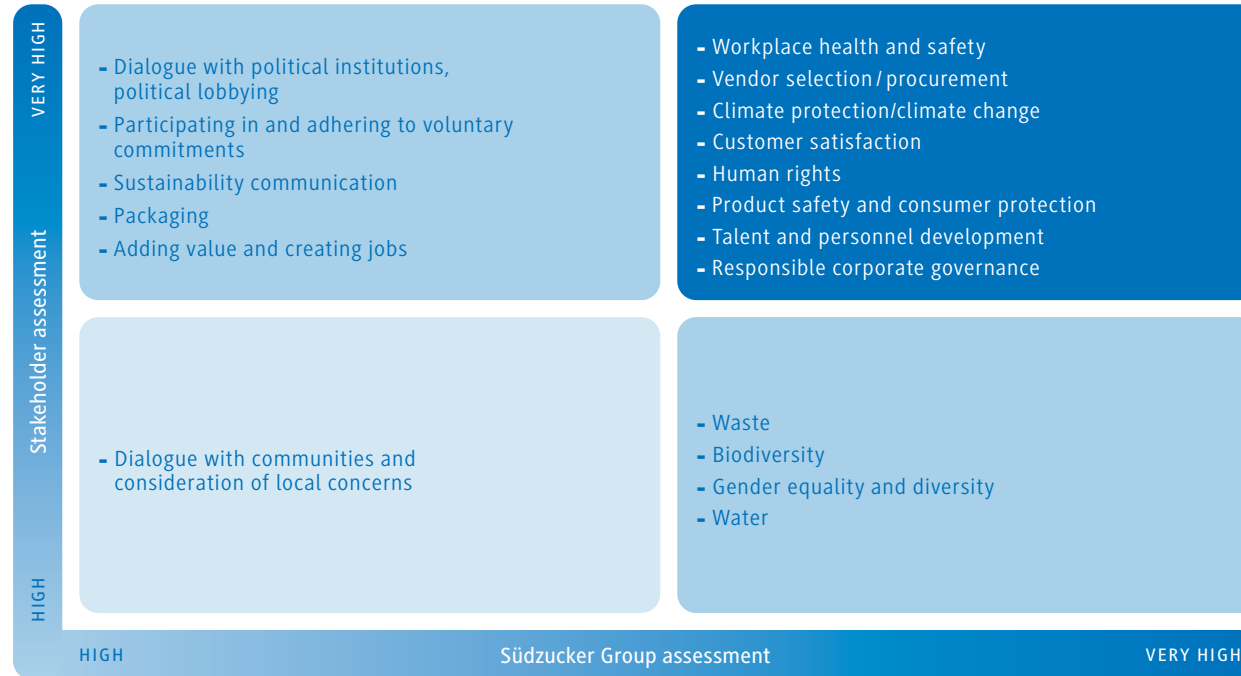 VERY HIGH
Stakeholder assessment
HIGH
- Dialogue with political institutions,
political lobbying
- Participating in and adhering to voluntary
commitments
- Sustainability communication
- Packaging
- Adding value and creating jobs
- Workplace health and safety
- Vendor selection / procurement
- Climate protection/climate change
- Customer satisfaction
- Human rights
- Product safety and consumer protection
- Talent and personnel development
- Responsible corporate governance
- Dialogue with communities and
consideration of local concerns
- Waste
- Biodiversity
- Gender equality and diversity
- Water
HIGH
Südzucker Group assessment
VERY HIGH